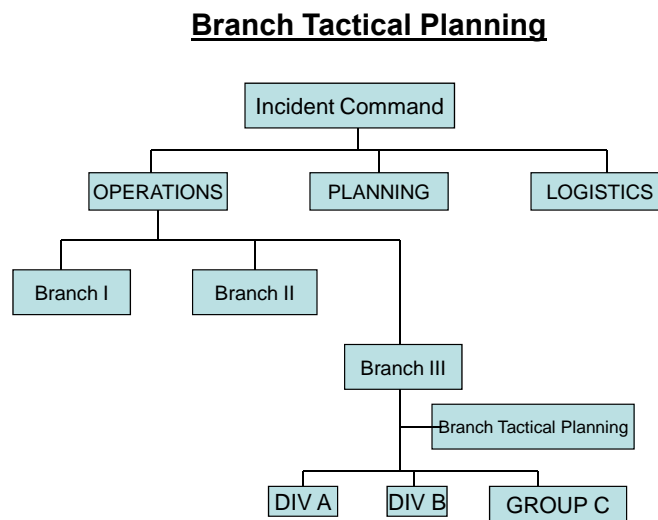 Branch Tactical Planning
Incident Command
OPERATIONS
PLANNING
LOGISTICS
Branch I
Branch II
Branch III
Branch Tactical Planning
DIV A
DIV B
GROUP C